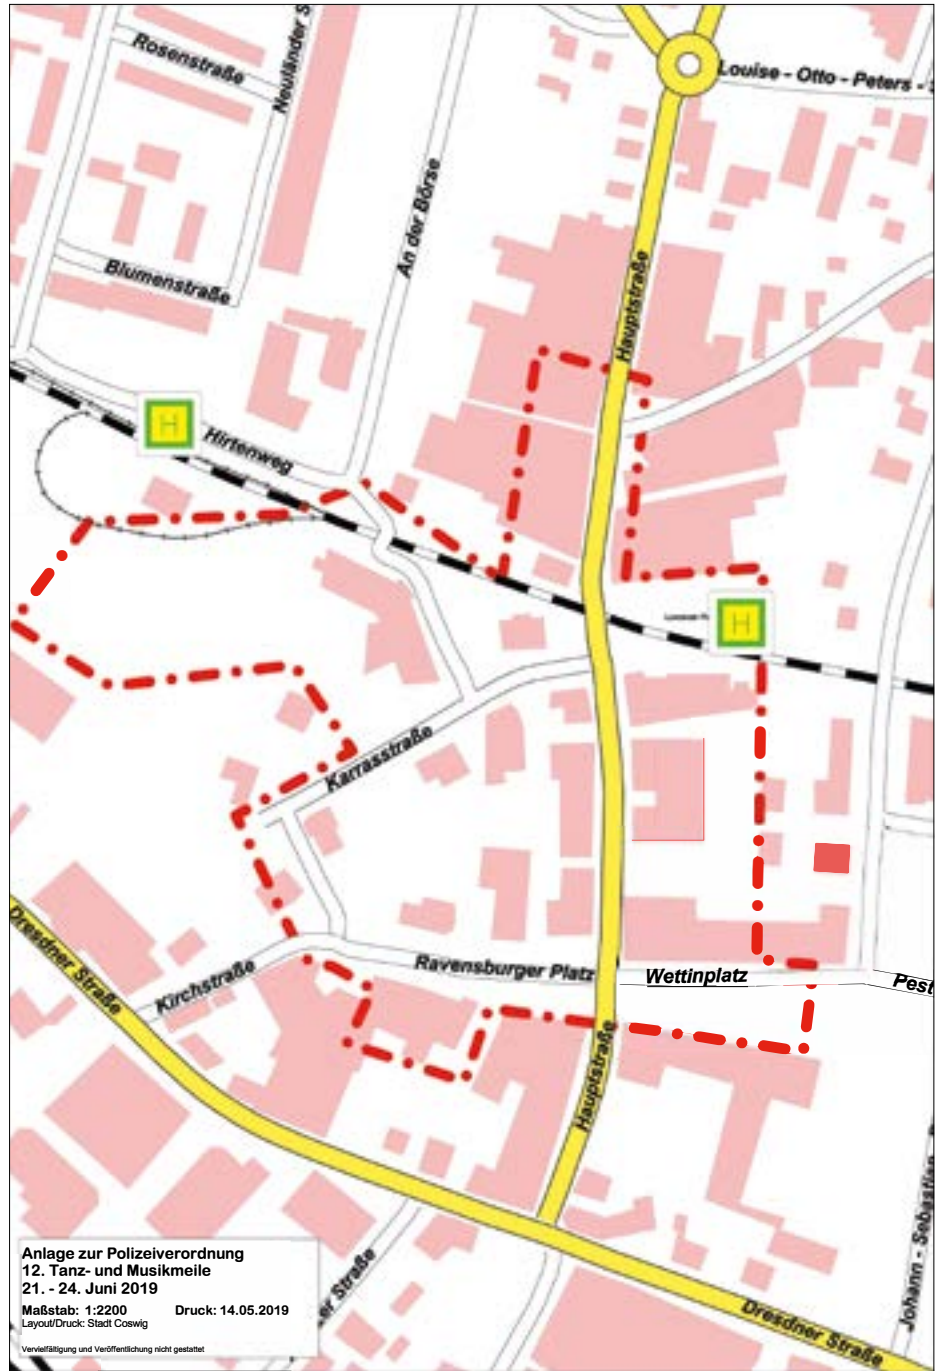 Rosenstraße
Neuländer S
Louise - Otto - Peters - S
An der Börse
Blumenstraße
Hauptstraße
H
Hirtenweg
H
Karrasstraße
Dresdner Straße
Kirchstraße
Ravensburger Platz
Wettinplatz
Pest
Hauptstraße
Johann - Sebastian
er Straße
Dresdner Straße
Anlage zur Polizeiverordnung
12. Tanz- und Musikmeile
21. - 24. Juni 2019
Maßstab: 1:2200 Druck: 14.05.2019
Layout/Druck: Stadt Coswig
Vervielfältigung und Veröffentlichung nicht gestattet